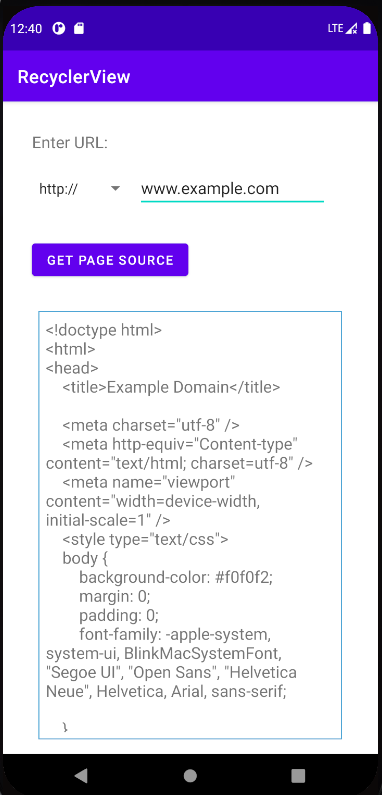 12:40
LTE
RecyclerView
Enter URL:
http://
www.example.com
GET PAGE SOURCE
<!doctype html>
<html>
<head>
    <title>Example Domain</title>

    <meta charset="utf-8" />
    <meta http-equiv="Content-type"
content="text/html; charset=utf-8" />
    <meta name="viewport"
content="width=device-width,
initial-scale=1" />
    <style type="text/css">
    body {
        background-color: #f0f0f2;
        margin: 0;
        padding: 0;
        font-family: -apple-system,
system-ui, BlinkMacSystemFont,
"Segoe UI", "Open Sans", "Helvetica
Neue", Helvetica, Arial, sans-serif;

    }